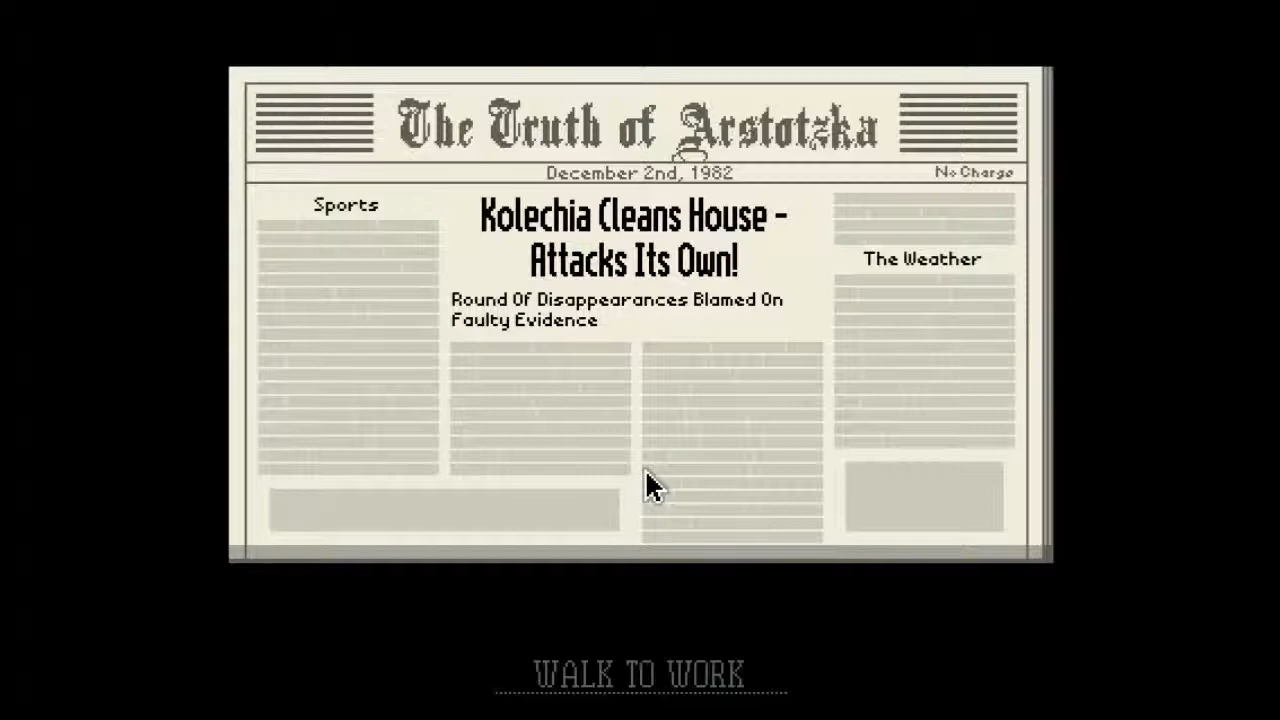 The Truth of Arstotzka
December 2nd, 1982
No Charge
Sports
Kolechia Cleans House -
Attacks Its Own!
Round Of Disappearances Blamed On
Faulty Evidence
The Weather
WALK TO WORK